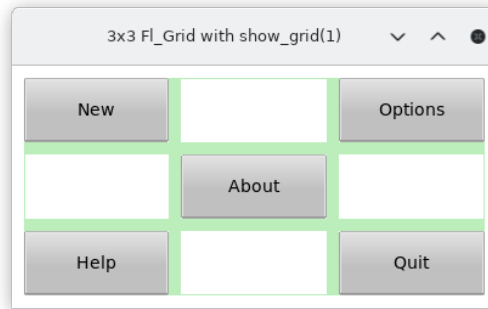 3x3 Fl_Grid with show_grid(1)
New
Options
About
Help
Quit